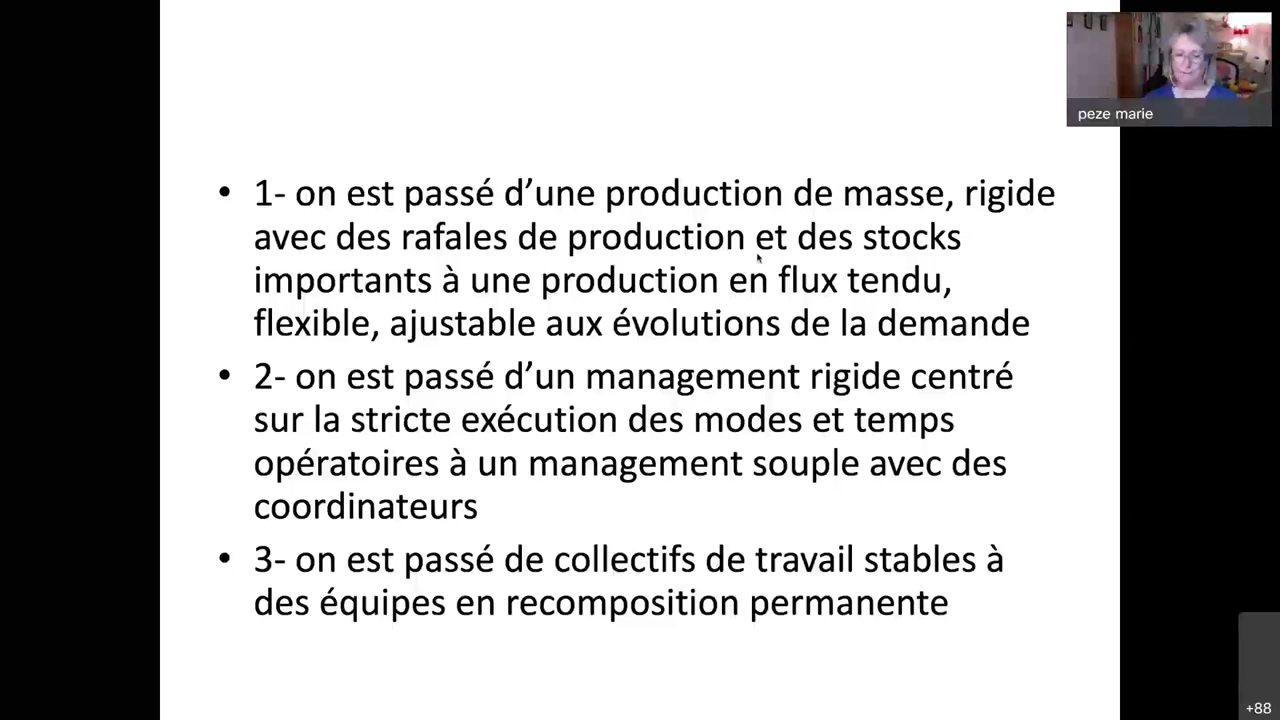 peze marie
• 1- on est passé d’une production de masse, rigide
avec des rafales de production et des stocks
importants à une production en flux tendu,
flexible, ajustable aux évolutions de la demande
• 2- on est passé d’un management rigide centré
sur la stricte exécution des modes et temps
opératoires à un management souple avec des
coordinateurs
• 3- on est passé de collectifs de travail stables à
des équipes en recomposition permanente
+88